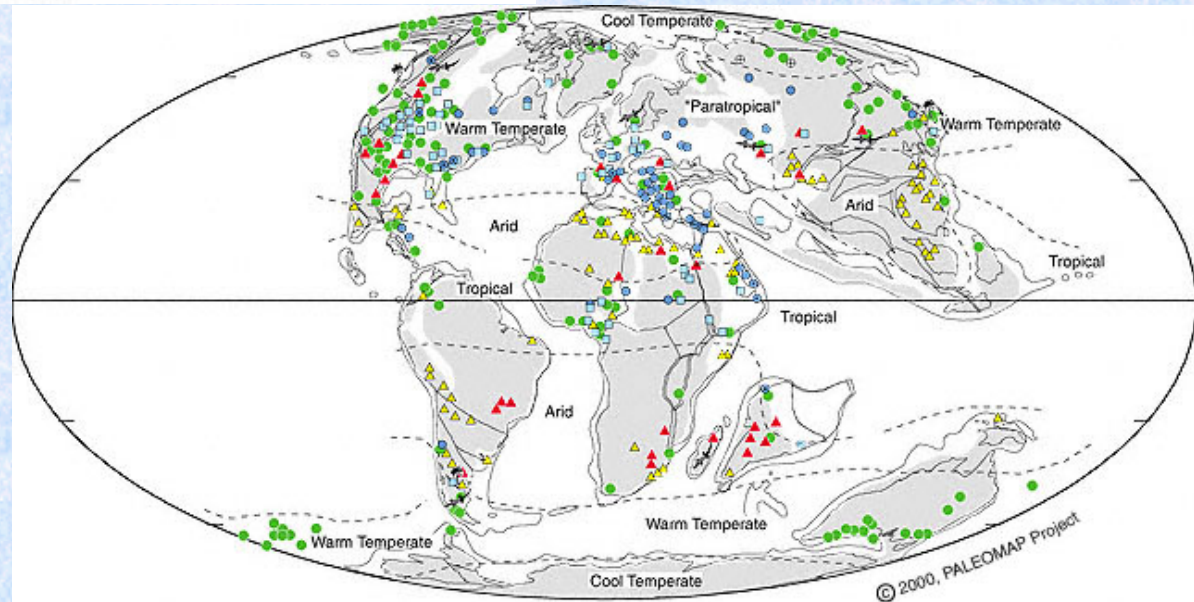 Cool Temperate
"Paratropical"
Warm Temperate
Warm Temperate
Arid
Arid
Tropical
Tropical
Tropical
Arid
Warm Temperate
Warm Temperate
Cool Temperate
© 2000, PALEOMAP Project